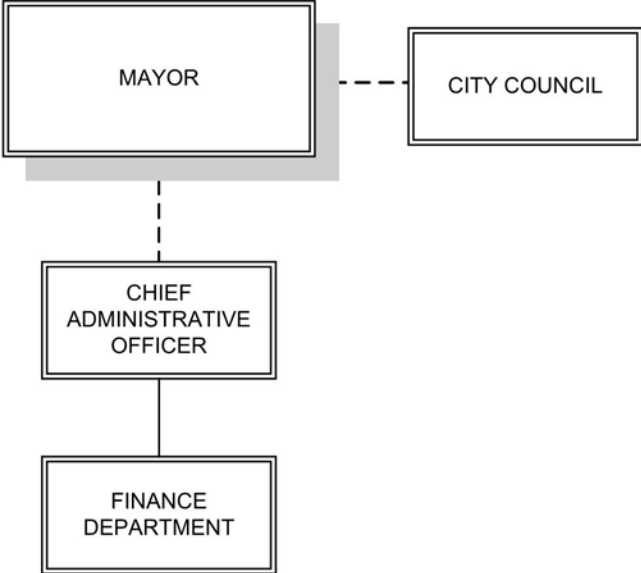 MAYOR
CITY COUNCIL
CHIEF
ADMINISTRATIVE
OFFICER
FINANCE
DEPARTMENT